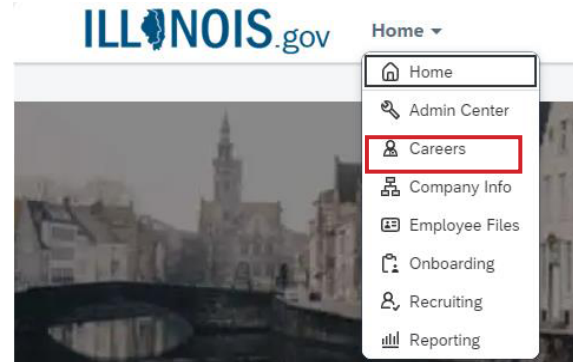 ILLINOIS.gov
Home
Home
Admin Center
Careers
Company Info
Employee Files
Onboarding
Recruiting
Reporting